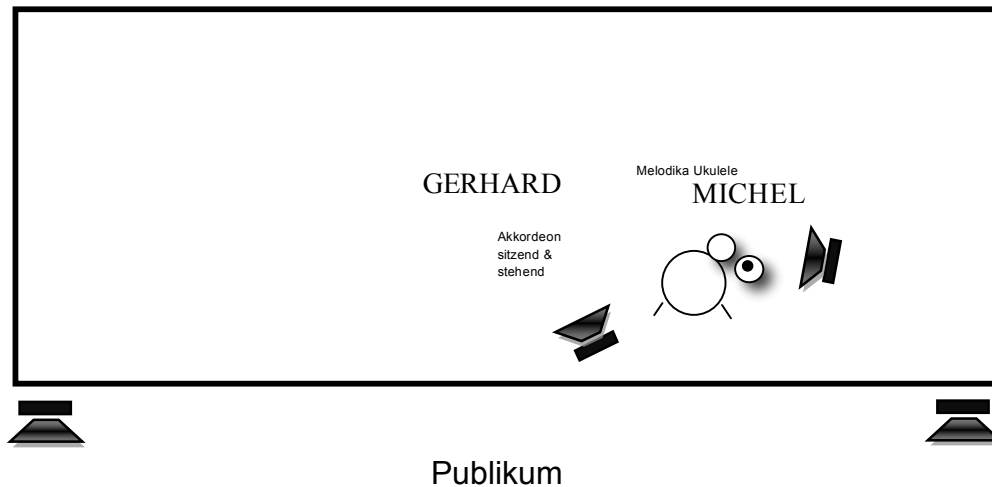 Melodika Ukulele
GERHARD
MICHEL
Akkordeon
sitzend &
stehend
Publikum